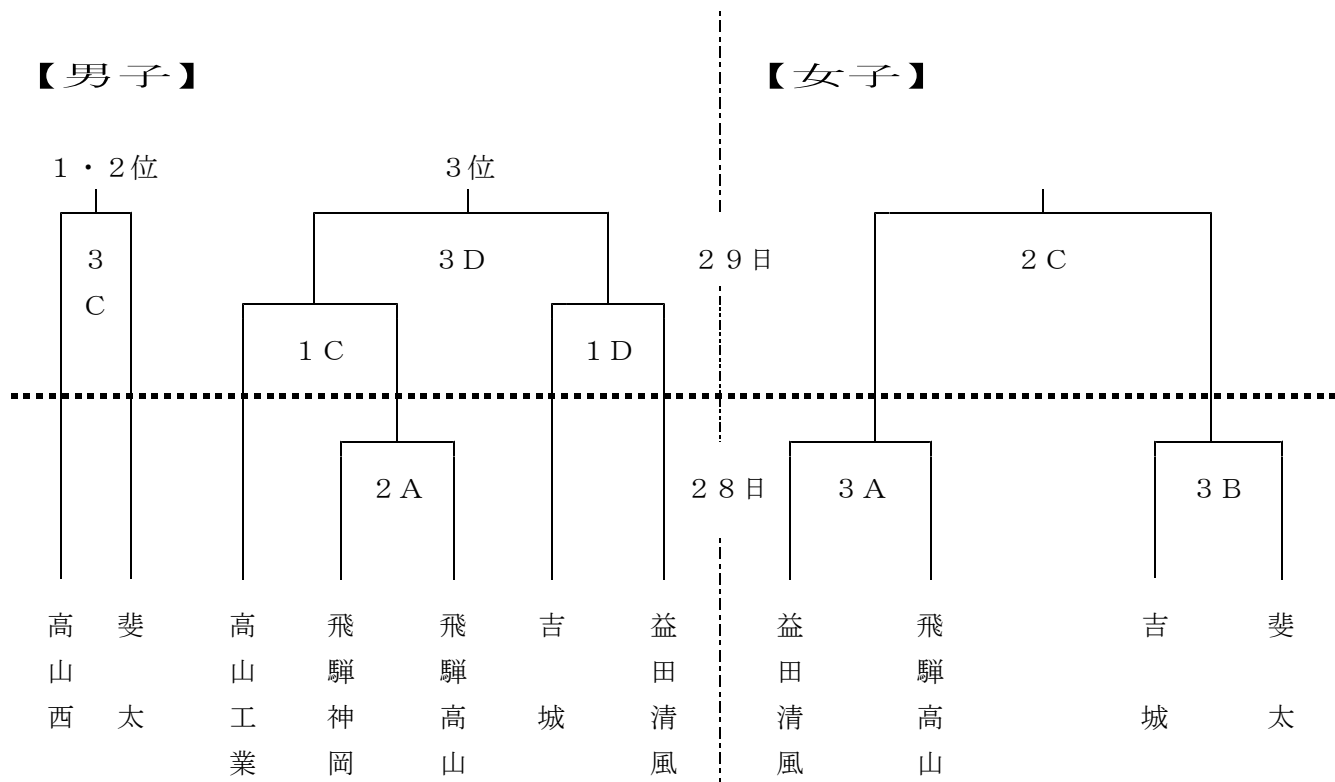 【男子】
【女子】
１・２位
３位
３C
３D
２９日
２C
１C
１D
２A
２８日
３A
３B
高山西
斐太
高山工業
飛騨神岡
飛騨高山
吉城
益田清風
益田清風
飛騨高山
吉城
斐太